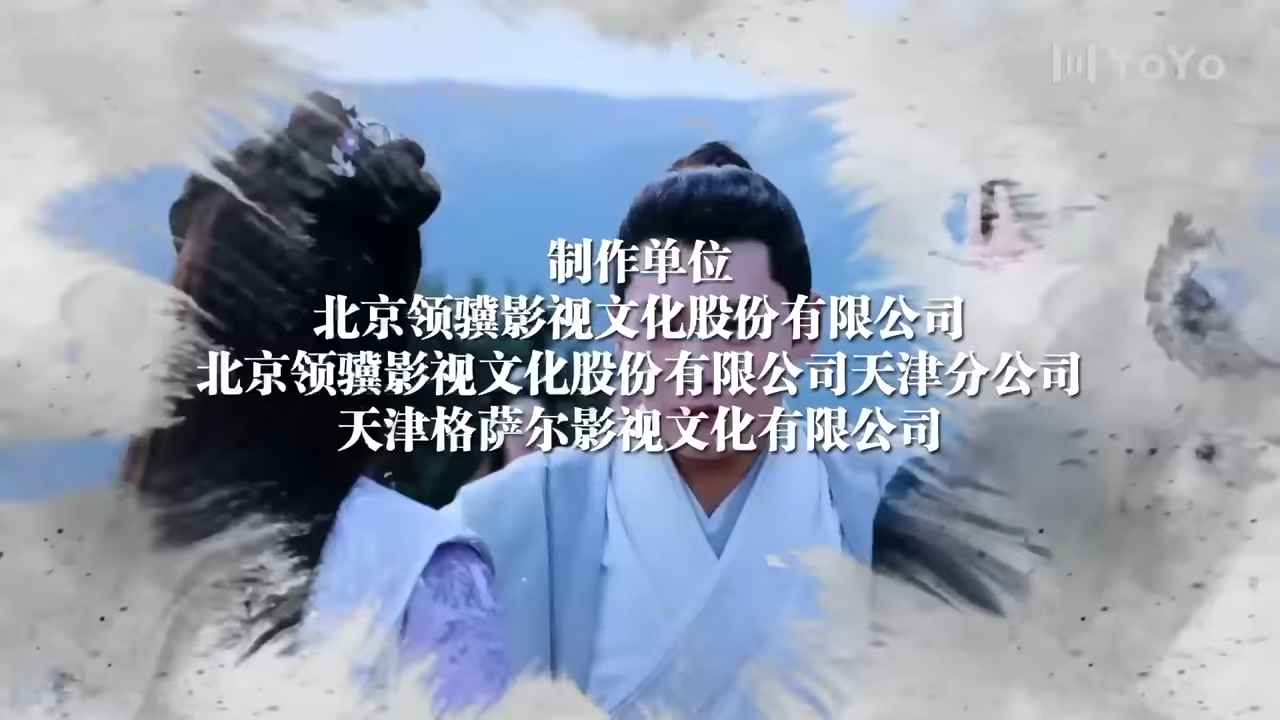 YoYo
制作单位
北京领骥影视文化股份有限公司
北京领骥影视文化股份有限公司天津分公司
天津格萨尔影视文化有限公司